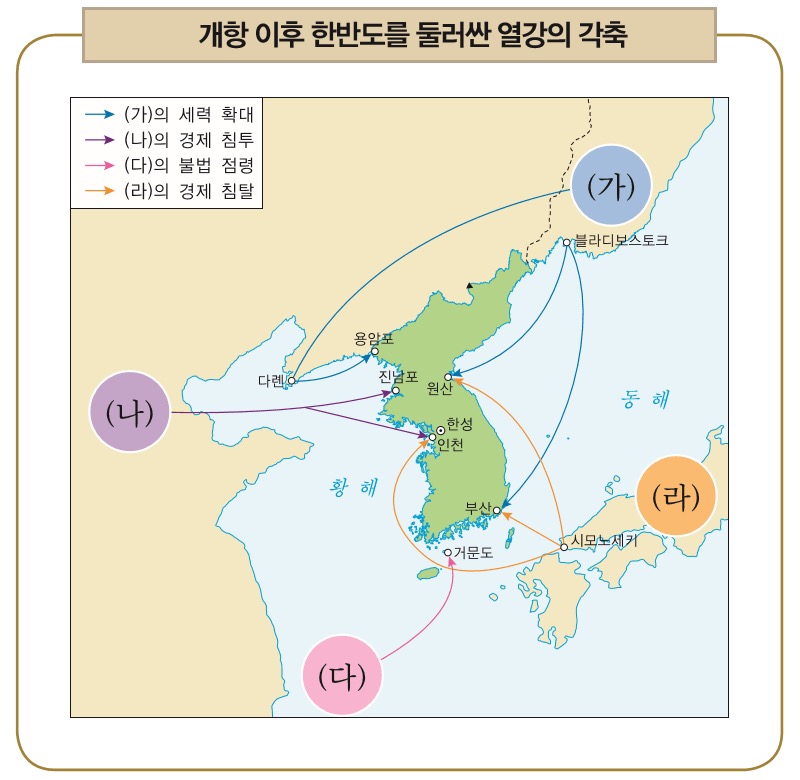 개항 이후 한반도를 둘러싼 열강의 각축
(가)의 세력 확대
(나)의 경제 침투
(다)의 불법 점령
(라)의 경제 침탈
(가)
블라디보스토크
용암포
다롄
진남포
원산
(나)
동 해
한성
인천
황 해
(라)
부산
시모노세키
거문도
(다)